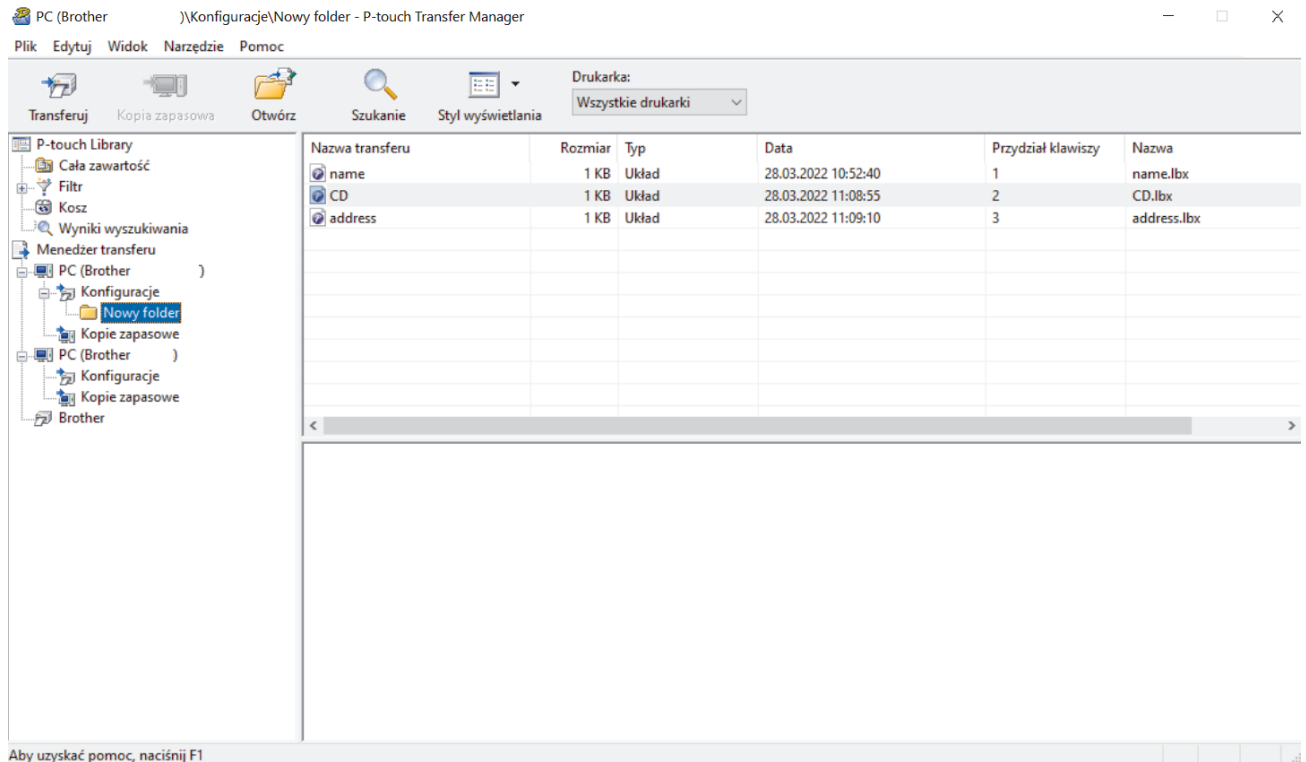 PC (Brother )\Konfiguracje\Nowy folder - P-touch Transfer Manager
Plik Edytuj Widok Narzędzie Pomoc
Transferuj Kopia zapasowa Otwórz Szukanie Styl wyświetlania
Drukarka:
Wszystkie drukarki
P-touch Library
Cała zawartość
Filtr
Kosz
Wyniki wyszukiwania
Menedżer transferu
PC (Brother )
Konfiguracje
Nowy folder
Kopie zapasowe
PC (Brother )
Konfiguracje
Kopie zapasowe
Brother
Nazwa transferu Rozmiar Typ Data Przydział klawiszy Nazwa
name 1 KB Układ 28.03.2022 10:52:40 1 name.lbx
CD 1 KB Układ 28.03.2022 11:08:55 2 CD.lbx
address 1 KB Układ 28.03.2022 11:09:10 3 address.lbx
Aby uzyskać pomoc, naciśnij F1